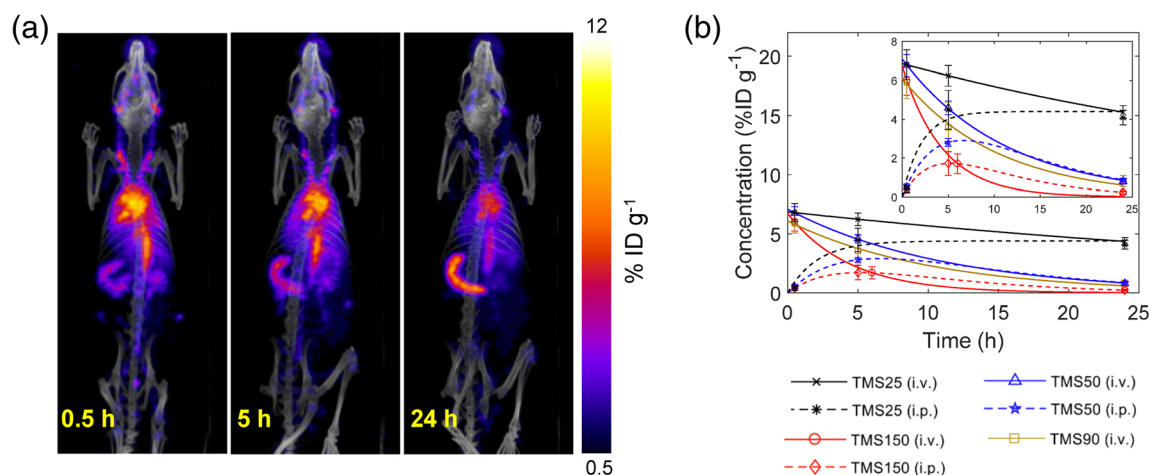 (a)
0.5 h
5 h
24 h
12
% ID g-1
0.5
(b)
Concentration (%ID g-1)
20
15
10
5
0
0 5 10 15 20 25
Time (h)
8
6
4
2
0
0 5 10 15 20 25
TMS25 (i.v.)
TMS50 (i.v.)
TMS25 (i.p.)
TMS50 (i.p.)
TMS150 (i.v.)
TMS90 (i.v.)
TMS150 (i.p.)